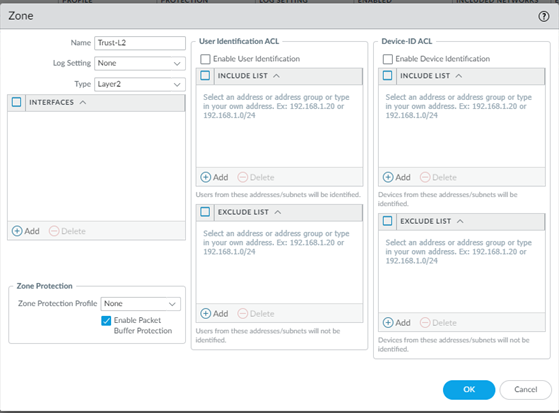 PROFILE PROTECTION LOG SETTING ENABLED INCLUDED NETWORKS
Zone
Name Trust-L2
Log Setting None
Type Layer2
INTERFACES
Add Delete
Zone Protection
Zone Protection Profile None
Enable Packet
Buffer Protection
User Identification ACL
Enable User Identification
INCLUDE LIST
Select an address or address group or type
in your own address. Ex: 192.168.1.20 or
192.168.1.0/24
Add Delete
Users from these addresses/subnets will be identified.
EXCLUDE LIST
Select an address or address group or type
in your own address. Ex: 192.168.1.20 or
192.168.1.0/24
Add Delete
Users from these addresses/subnets will not be
identified.
Device-ID ACL
Enable Device Identification
INCLUDE LIST
Select an address or address group or type
in your own address. Ex: 192.168.1.20 or
192.168.1.0/24
Add Delete
Devices from these addresses/subnets will be
identified.
EXCLUDE LIST
Select an address or address group or type
in your own address. Ex: 192.168.1.20 or
192.168.1.0/24
Add Delete
Devices from these addresses/subnets will not be
identified.
OK
Cancel